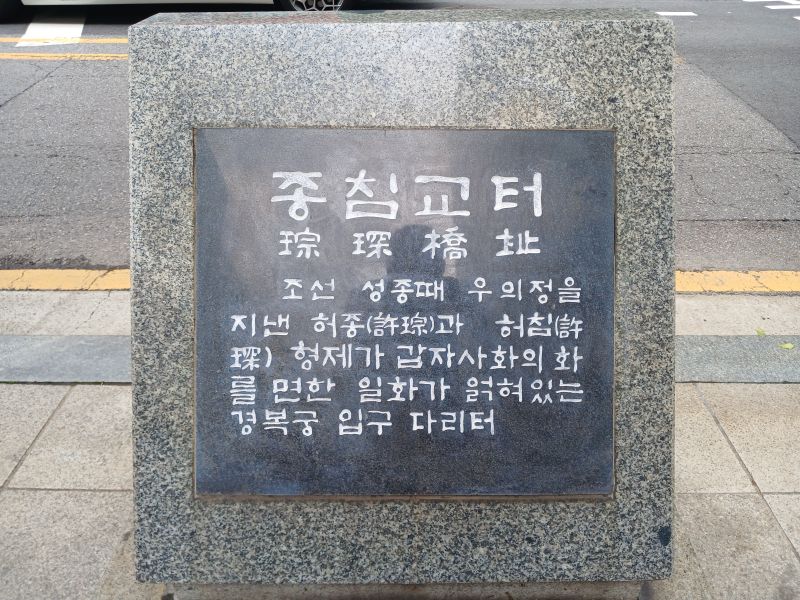 종침교터
琮琛橋址
조선 성종때 우의정을
지낸 허종(許琮)과 허침(許
琛) 형제가 갑자사화의 화
를 면한 일화가 얽혀있는
경복궁 입구 다리터